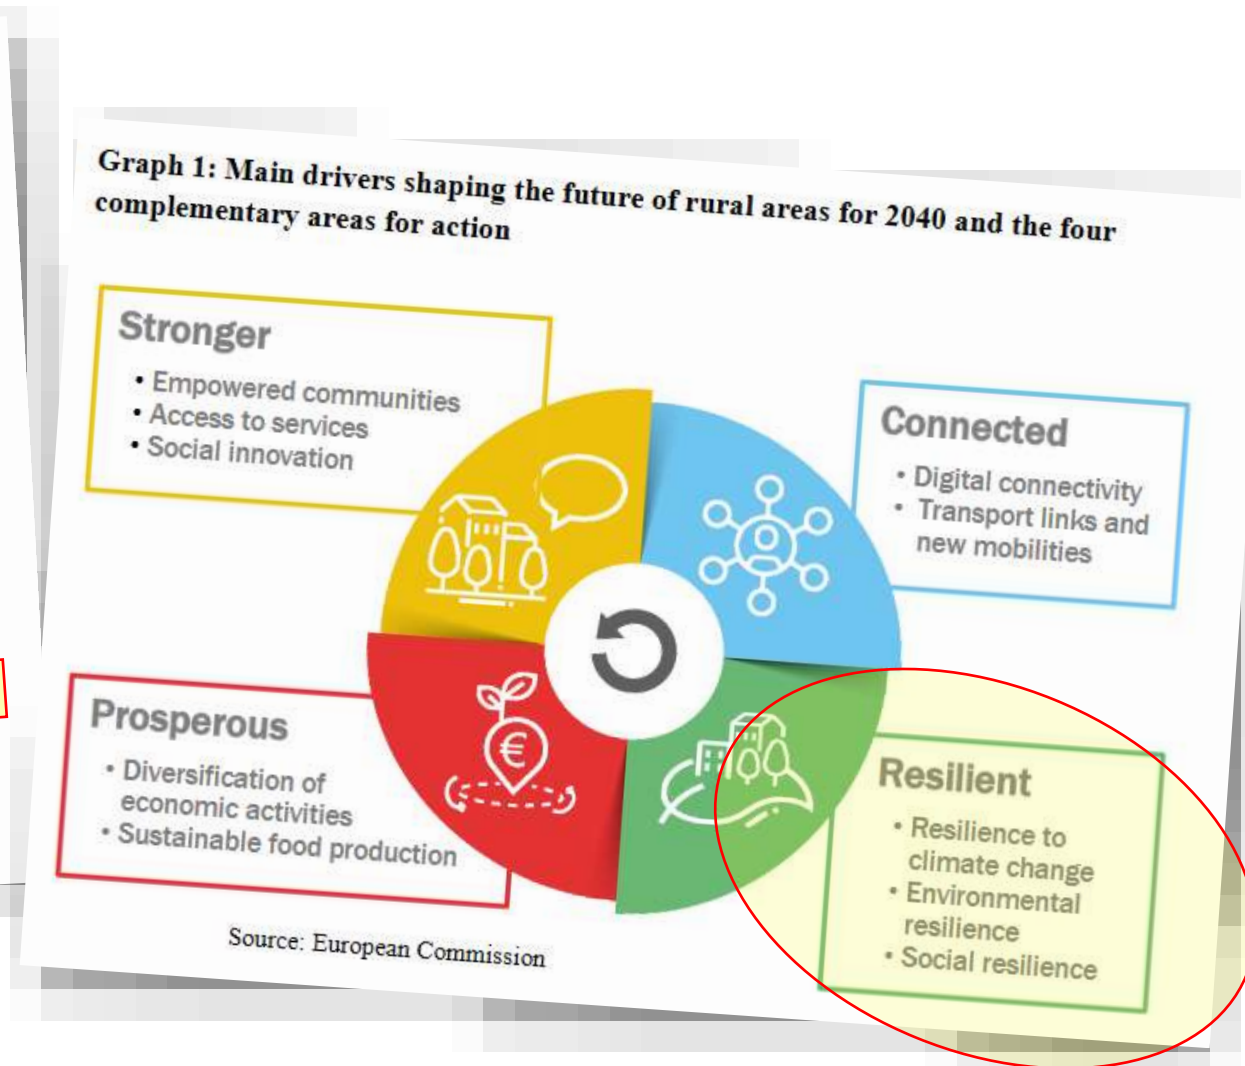 Graph 1: Main drivers shaping the future of rural areas for 2040 and the four
complementary areas for action
Stronger
• Empowered communities
• Access to services
• Social innovation
Connected
• Digital connectivity
• Transport links and
new mobilities
Prosperous
• Diversification of
economic activities
• Sustainable food production
€
Resilient
• Resilience to
climate change
• Environmental
resilience
• Social resilience
Source: European Commission